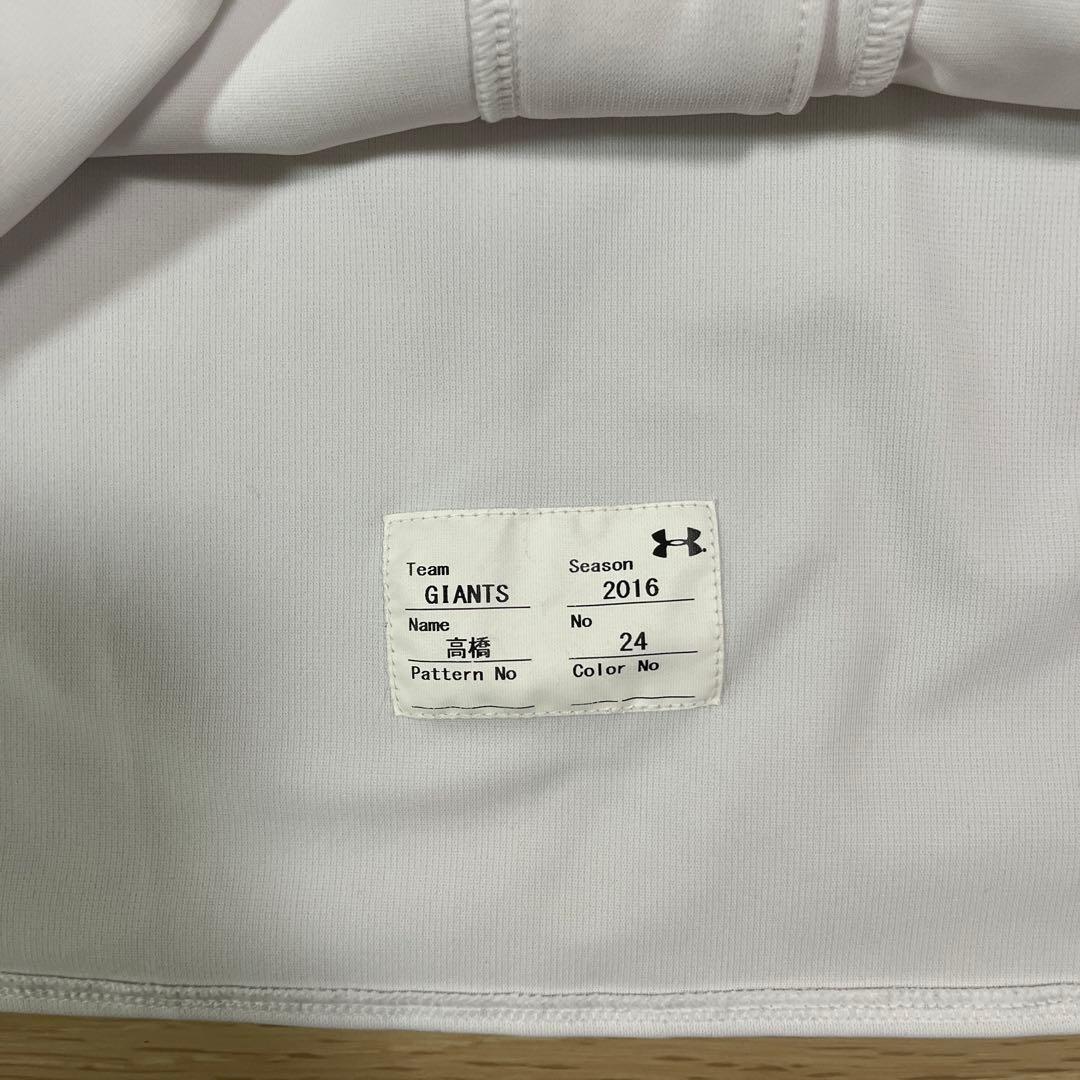 Team
GIANTS
Season
2016
Name
高橋
No
24
Pattern No
Color No